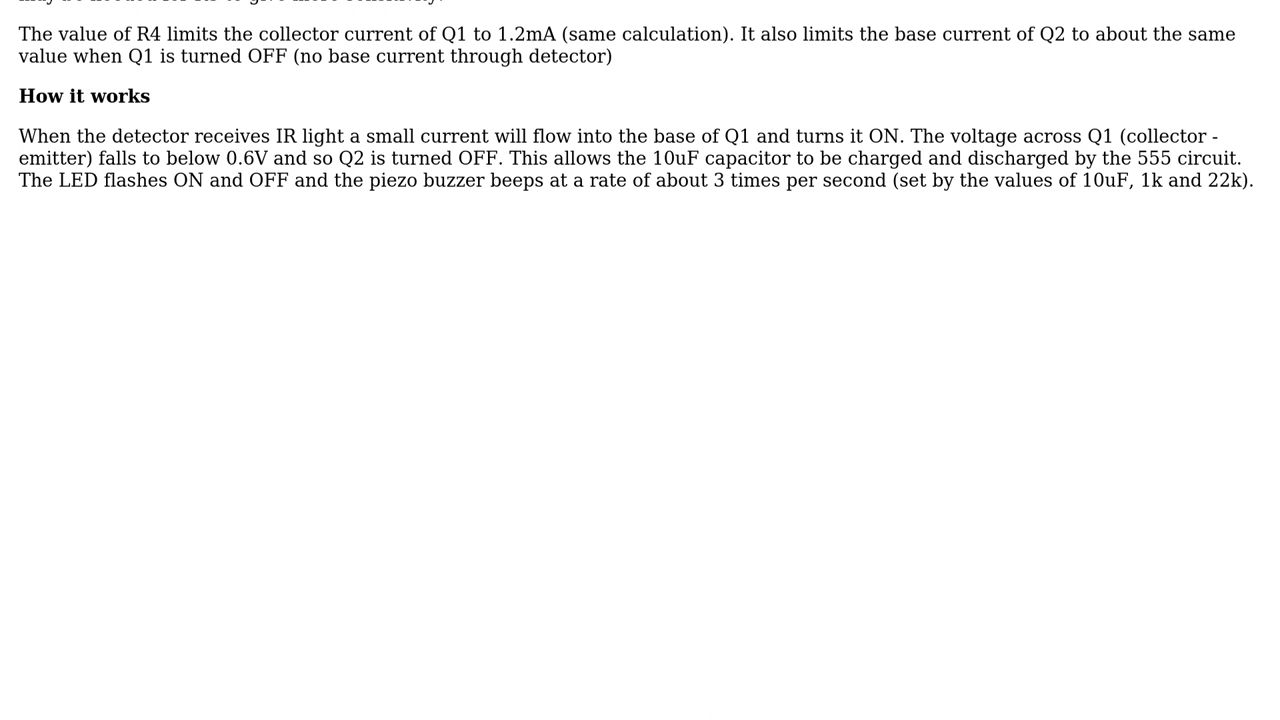 The value of R4 limits the collector current of Q1 to 1.2mA (same calculation). It also limits the base current of Q2 to about the same
value when Q1 is turned OFF (no base current through detector)
How it works
When the detector receives IR light a small current will flow into the base of Q1 and turns it ON. The voltage across Q1 (collector -
emitter) falls to below 0.6V and so Q2 is turned OFF. This allows the 10uF capacitor to be charged and discharged by the 555 circuit.
The LED flashes ON and OFF and the piezo buzzer beeps at a rate of about 3 times per second (set by the values of 10uF, 1k and 22k).